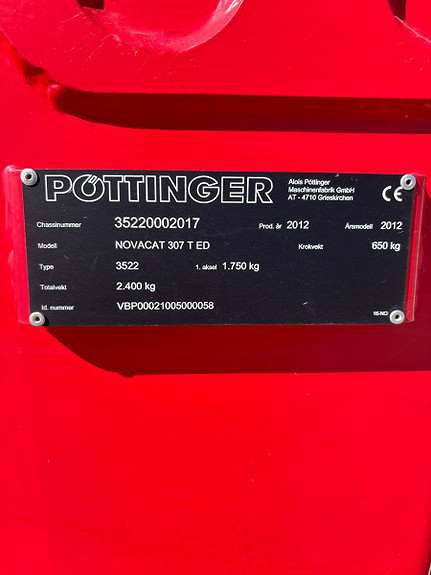 PÖTTINGER
Alois Pöttinger
Maschinenfabrik GmbH
AT - 4710 Grieskirchen
CE
Chassinummer 35220002017 Prod. år 2012 Årsmodell 2012
Modell NOVACAT 307 T ED Krokvekt 650 kg
Type 3522 1. aksel 1.750 kg
Totalvekt 2.400 kg
Id. nummer VBP00021005000058
15-NO